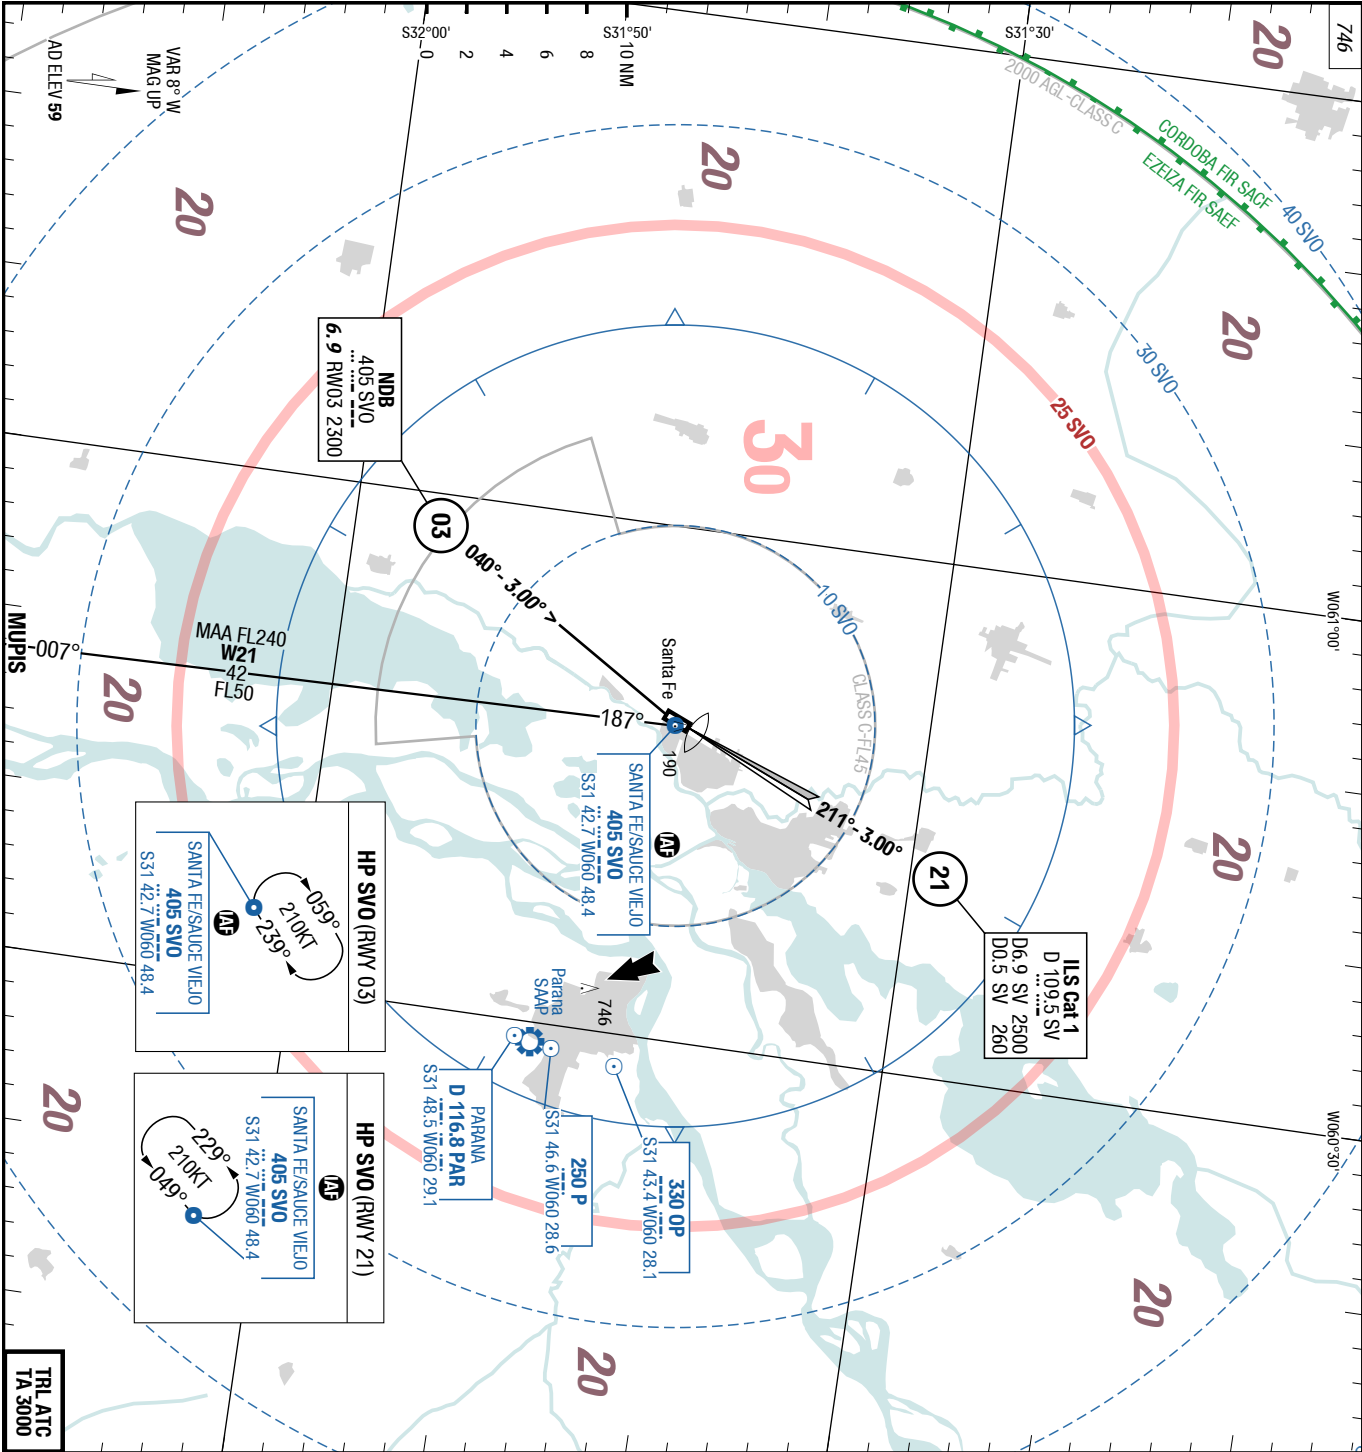 746
20
S31°30'
2000 AGL-CLASS C
CORDOBA FIR SACF
EZEIZA FIR SAEF
40 SVO
S31°50'
S32°00'
0
2
4
6
8
10 NM
VAR 8° W
MAG UP
AD ELEV 59
20
20
20
30 SVO
25 SVO
30
NDB
405 SVO
6.9 RW03 2300
03
040°- 3.00° >
10 SVO
CLASS C-FL45
W061°00'
Santa Fe
190
MUPIS
007°
MAA FL240
W21
42
FL50
187°
20
SANTA FE/SAUCE VIEJO
405 SVO
S31 42.7 W060 48.4
IAF
211°- 3.00°
21
ILS Cat 1
D 109.5 SV
D6.9 SV 2500
D0.5 SV 260
20
HP SVO (RWY 03)
059°
210KT
239°
IAF
SANTA FE/SAUCE VIEJO
405 SVO
S31 42.7 W060 48.4
Parana
SAAP
746
PARANA
D 116.8 PAR
S31 48.5 W060 29.1
250 P
S31 46.6 W060 28.6
330 OP
S31 43.4 W060 28.1
W060°30'
HP SVO (RWY 21)
IAF
SANTA FE/SAUCE VIEJO
405 SVO
S31 42.7 W060 48.4
229°
210KT
049°
20
20
20
TRL ATC
TA 3000